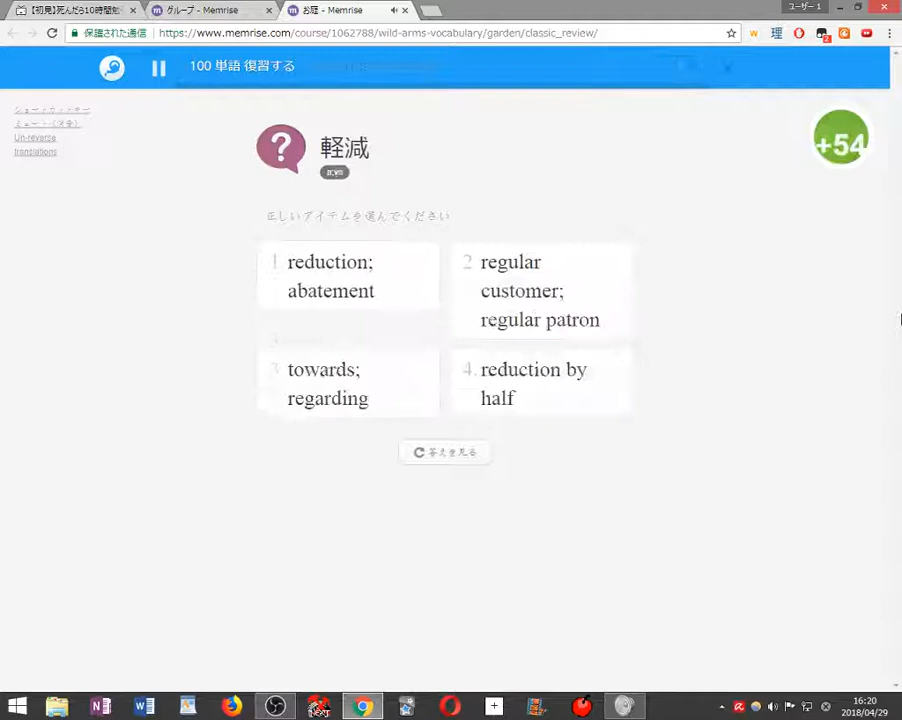 【初見】死んだら10時間勉
グループ - Memrise
お庭 - Memrise
ユーザー 1
保護された通信
https://www.memrise.com/course/1062788/wild-arms-vocabulary/garden/classic_review/
100 単語 復習する
Un-reverse
translations
軽減
+54
正しいアイテムを選んでください
1 reduction;
abatement
2 regular
customer;
regular patron
3 towards;
regarding
4. reduction by
half
答えを見る
16:20
2018/04/29